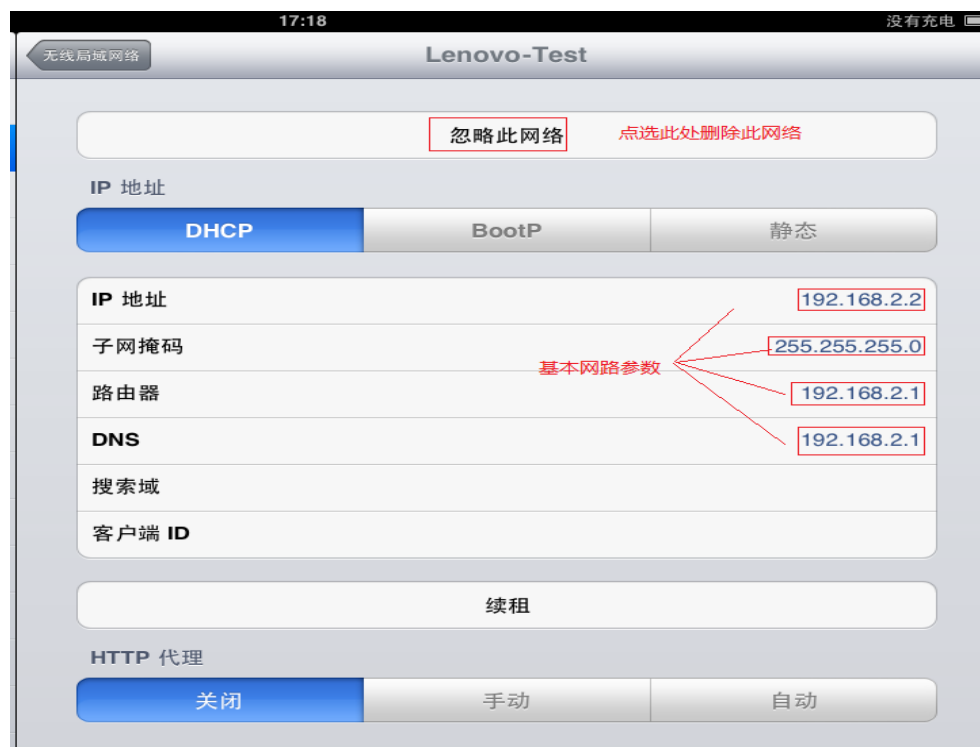 17:18 没有充电
无线局域网络 Lenovo-Test
忽略此网络 点选此处删除此网络
IP 地址
DHCP BootP 静态
IP 地址 192.168.2.2
子网掩码 255.255.255.0
基本网路参数
路由器 192.168.2.1
DNS 192.168.2.1
搜索域
客户端 ID
续租
HTTP 代理
关闭 手动 自动